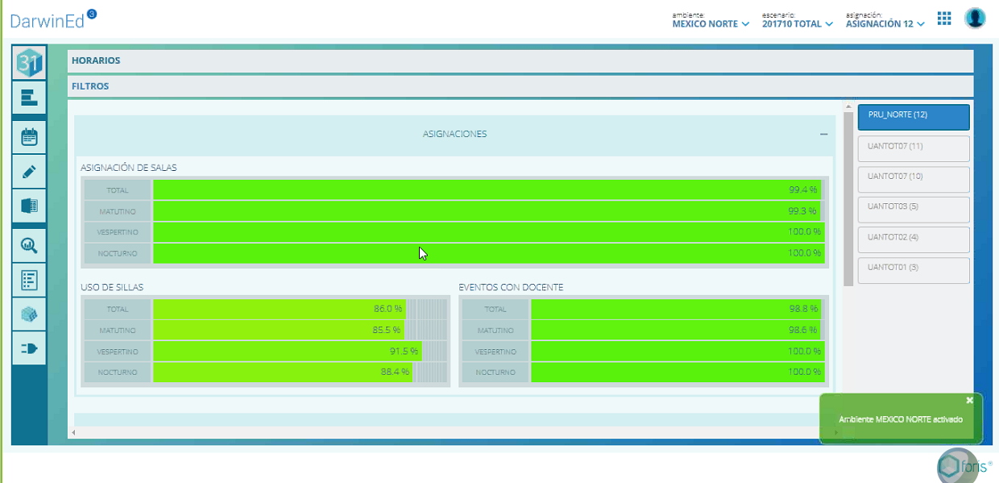 DarwinEd3
ambiente: escenario: asignación:
MEXICO NORTE 201710 TOTAL ASIGNACIÓN 12
31
HORARIOS
FILTROS
ASIGNACIONES
ASIGNACIÓN DE SALAS
TOTAL 99.4 %
MATUTINO 99.3 %
VESPERTINO 100.0 %
NOCTURNO 100.0 %
USO DE SILLAS
TOTAL 86.0 %
MATUTINO 85.5 %
VESPERTINO 91.5 %
NOCTURNO 88.4 %
EVENTOS CON DOCENTE
TOTAL 98.8 %
MATUTINO 98.6 %
VESPERTINO 100.0 %
NOCTURNO 100.0 %
PRU_NORTE (12)
UANTOT07 (11)
UANTOT07 (10)
UANTOT03 (5)
UANTOT02 (4)
UANTOT01 (3)
Ambiente MEXICO NORTE activado
foris®